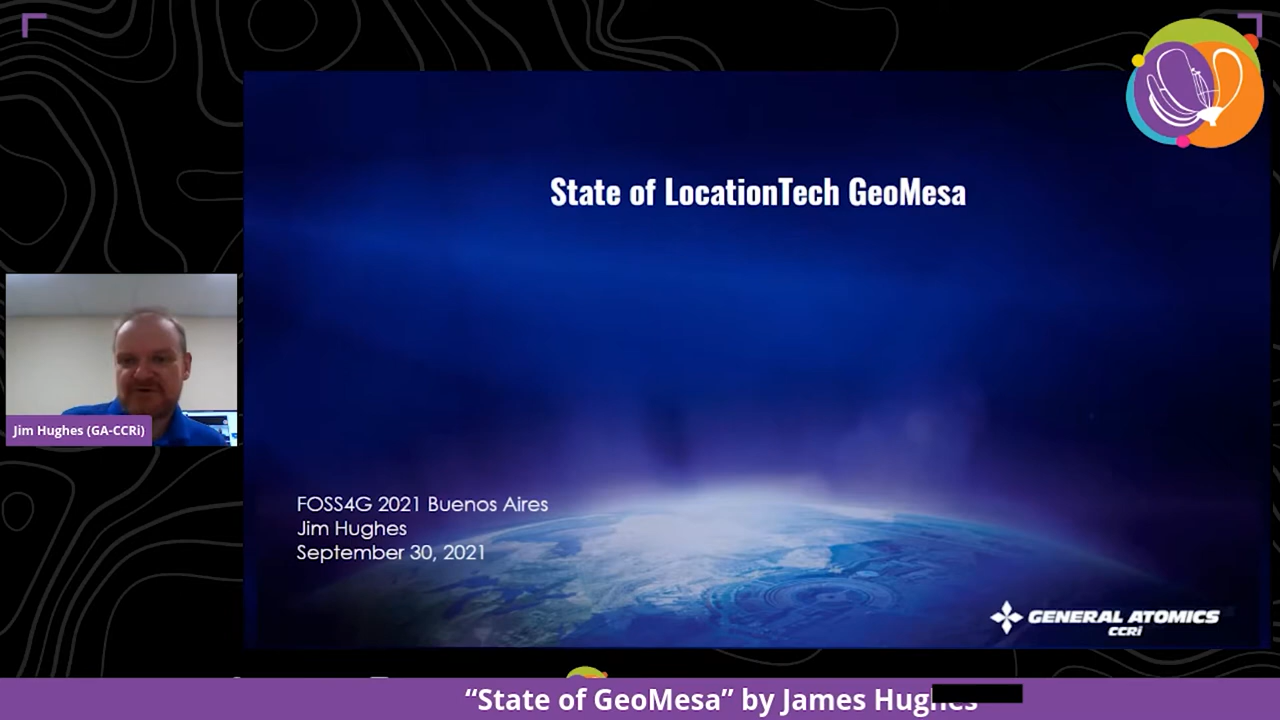 State of LocationTech GeoMesa
Jim Hughes (GA-CCRi)
FOSS4G 2021 Buenos Aires
Jim Hughes
September 30, 2021
GENERAL ATOMICS
CCRi
“State of GeoMesa” by James Hughes